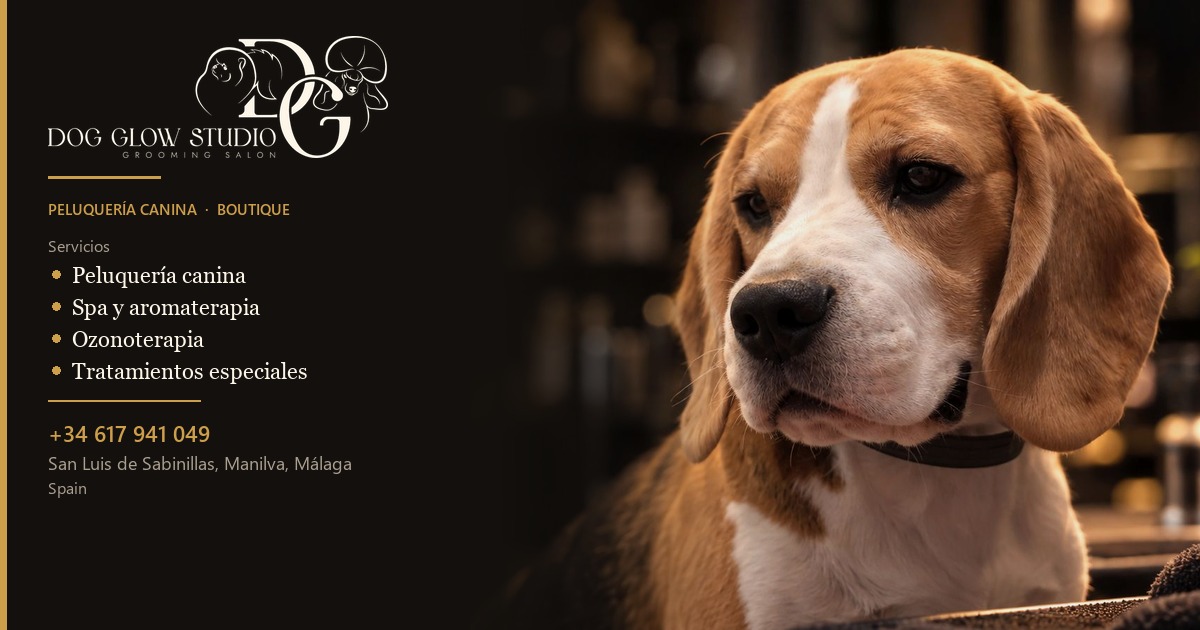 DG
DOG GLOW STUDIO
GROOMING SALON
PELUQUERÍA CANINA · BOUTIQUE
Servicios
Peluquería canina
Spa y aromaterapia
Ozonoterapia
Tratamientos especiales
+34 617 941 049
San Luis de Sabinillas, Manilva, Málaga
Spain